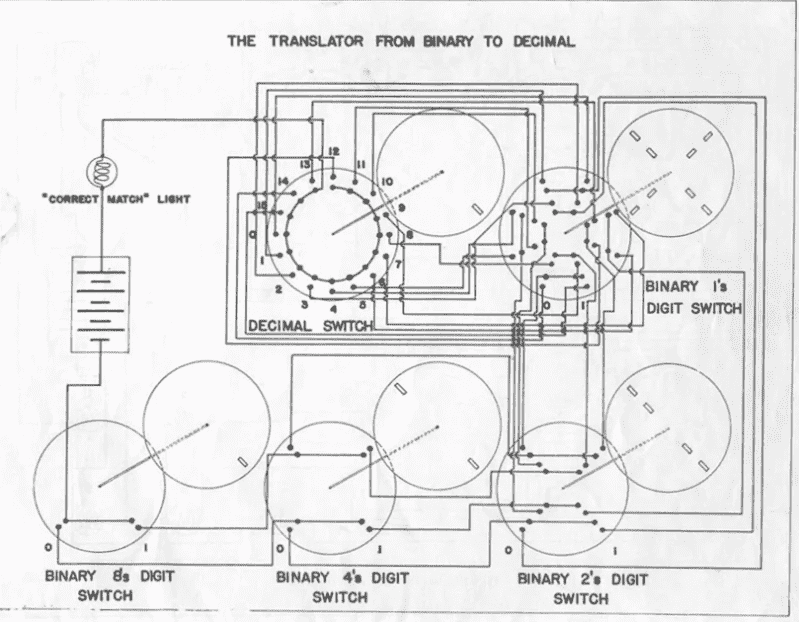 THE TRANSLATOR FROM BINARY TO DECIMAL
12
13
11
14
10
"CORRECT MATCH" LIGHT
15
9
0
8
1
7
2
6
3
4
5
DECIMAL SWITCH
0
1
BINARY 1's
DIGIT SWITCH
0
1
BINARY 8's DIGIT
SWITCH
0
1
BINARY 4's DIGIT
SWITCH
0
1
BINARY 2's DIGIT
SWITCH